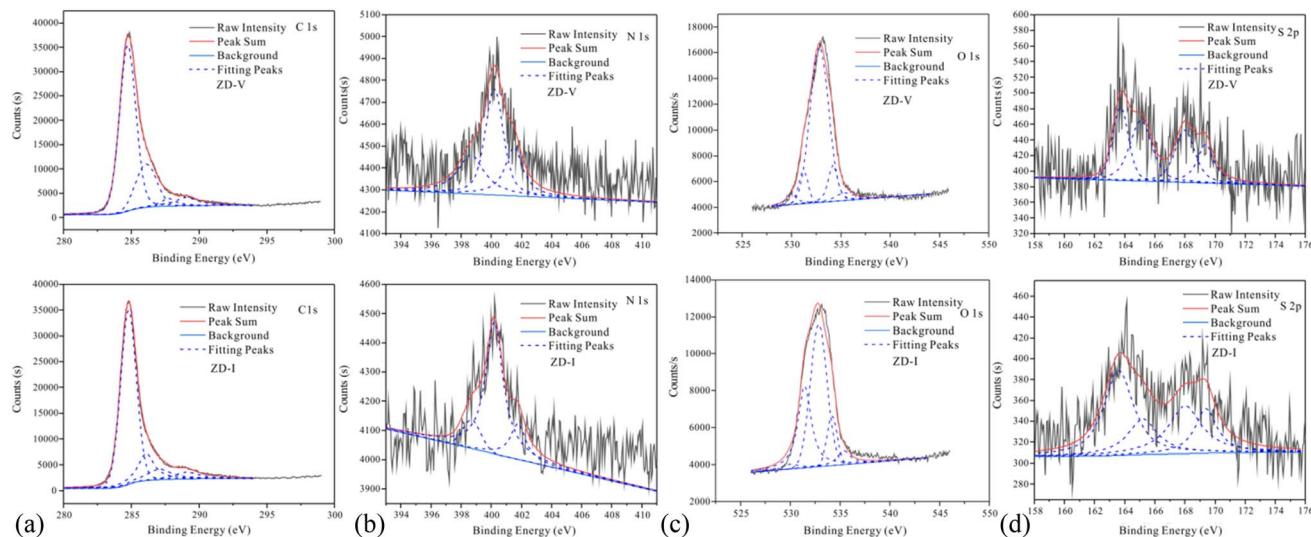 C 1s
Raw Intensity
Peak Sum
Background
Fitting Peaks
ZD-V
Counts (s)
40000
35000
30000
25000
20000
15000
10000
5000
0
280 285 290 295 300
Binding Energy (eV)
N 1s
Raw Intensity
Peak Sum
Background
Fitting Peaks
ZD-V
Counts(s)
5100
5000
4900
4800
4700
4600
4500
4400
4300
4200
4100
394 396 398 400 402 404 406 408 410
Binding Energy (eV)
O 1s
Raw Intensity
Peak Sum
Background
Fitting Peaks
ZD-V
Counts/s
18000
16000
14000
12000
10000
8000
6000
4000
2000
525 530 535 540 545 550
Binding Energy (eV)
S 2p
Raw Intensity
Peak Sum
Background
Fitting Peaks
ZD-V
Counts (s)
600
580
560
540
520
500
480
460
440
420
400
380
360
340
320
158 160 162 164 166 168 170 172 174 176
Binding Energy (eV)
C1s
Raw Intensity
Peak Sum
Background
Fitting Peaks
ZD-I
Counts (s)
40000
35000
30000
25000
20000
15000
10000
5000
0
280 285 290 295 300
Binding Energy (eV)
(a)
N 1s
Raw Intensity
Peak Sum
Background
Fitting Peaks
ZD-I
Counts (s)
4600
4500
4400
4300
4200
4100
4000
3900
394 396 398 400 402 404 406 408 410
Binding Energy (eV)
(b)
O 1s
Raw Intensity
Peak Sum
Background
Fitting Peaks
ZD-I
Counts/s
14000
12000
10000
8000
6000
4000
2000
525 530 535 540 545 550
Binding Energy (eV)
(c)
S 2p
Raw Intensity
Peak Sum
Background
Fitting Peaks
ZD-I
Counts (s)
460
440
420
400
380
360
340
320
300
280
158 160 162 164 166 168 170 172 174 176
Binding Energy (eV)
(d)